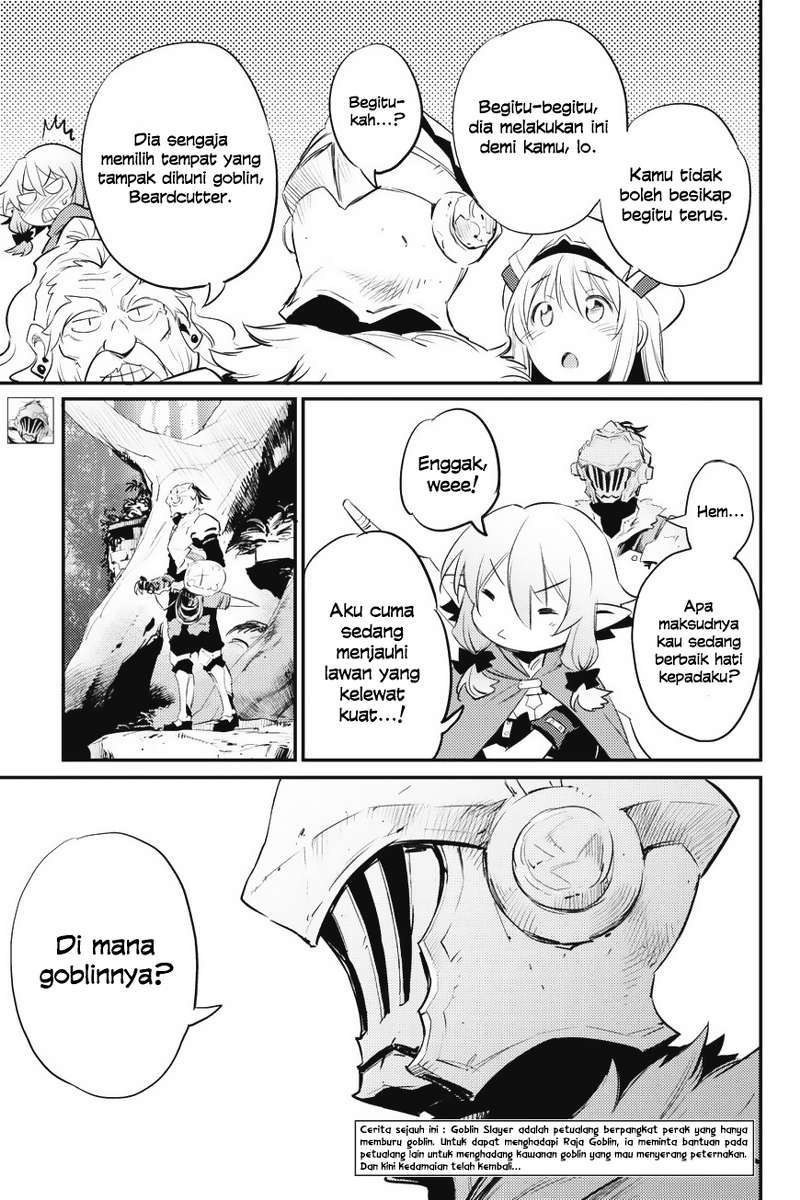 Kamu tidak
boleh besikap
begitu terus.
Begitu-begitu,
dia melakukan ini
demi kamu, lo.
Begitu-
kah...?
Dia sengaja
memilih tempat yang
tampak dihuni goblin,
Beardcutter.
Hem...
Apa
maksudnya
kau sedang
berbaik hati
kepadaku?
Enggak,
weee!
Aku cuma
sedang
menjauhi
lawan yang
kelewat
kuat...!
Di mana
goblinnya?
Cerita sejauh ini : Goblin Slayer adalah petualang berpangkat perak yang hanya
memburu goblin. Untuk dapat menghadapi Raja Goblin, ia meminta bantuan pada
petualang lain untuk menghadang kawanan goblin yang mau menyerang peternakan.
Dan kini kedamaian telah kembali...